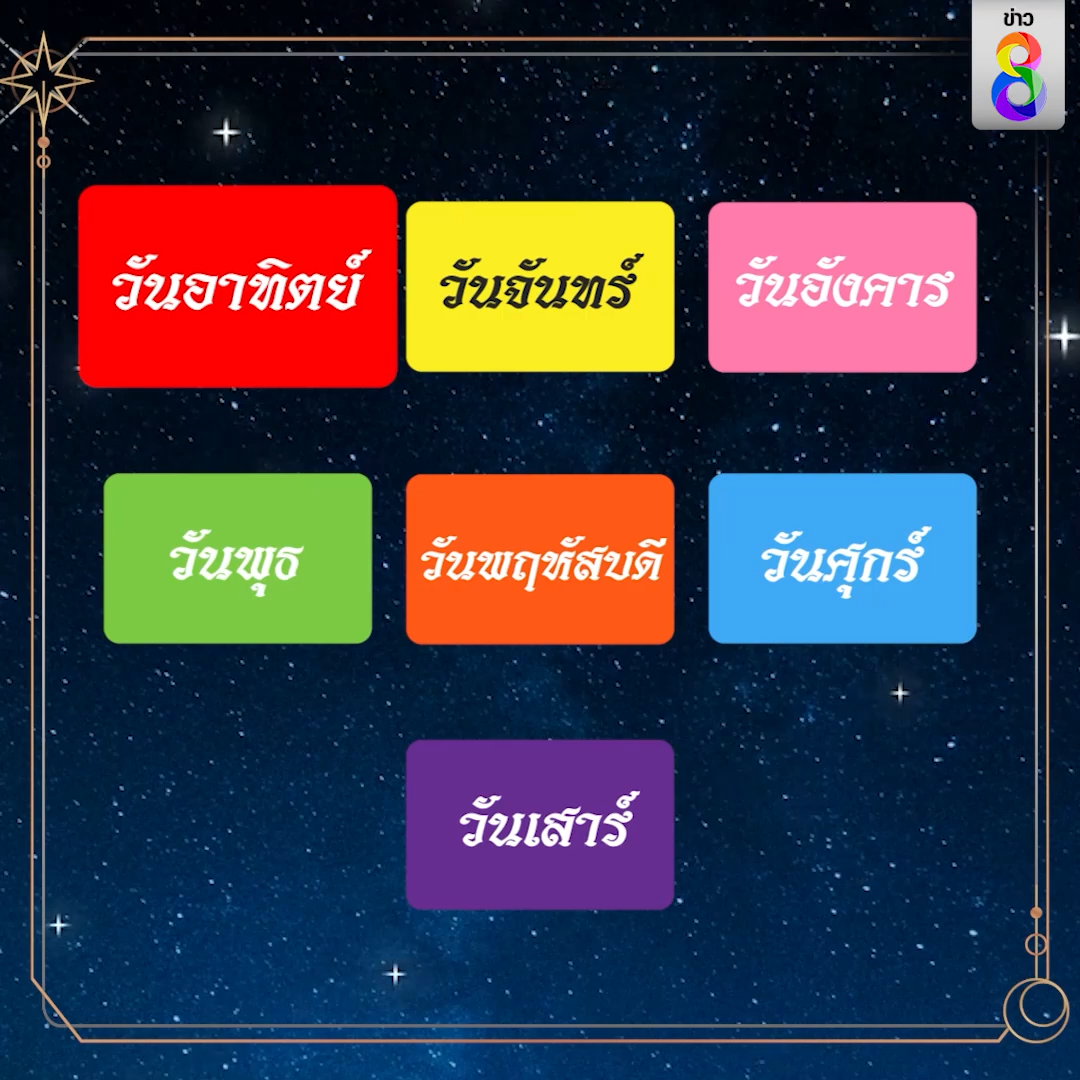 ข่าว
8
วันอาทิตย์
วันจันทร์
วันอังคาร
วันพุธ
วันพฤหัสบดี
วันศุกร์
วันเสาร์